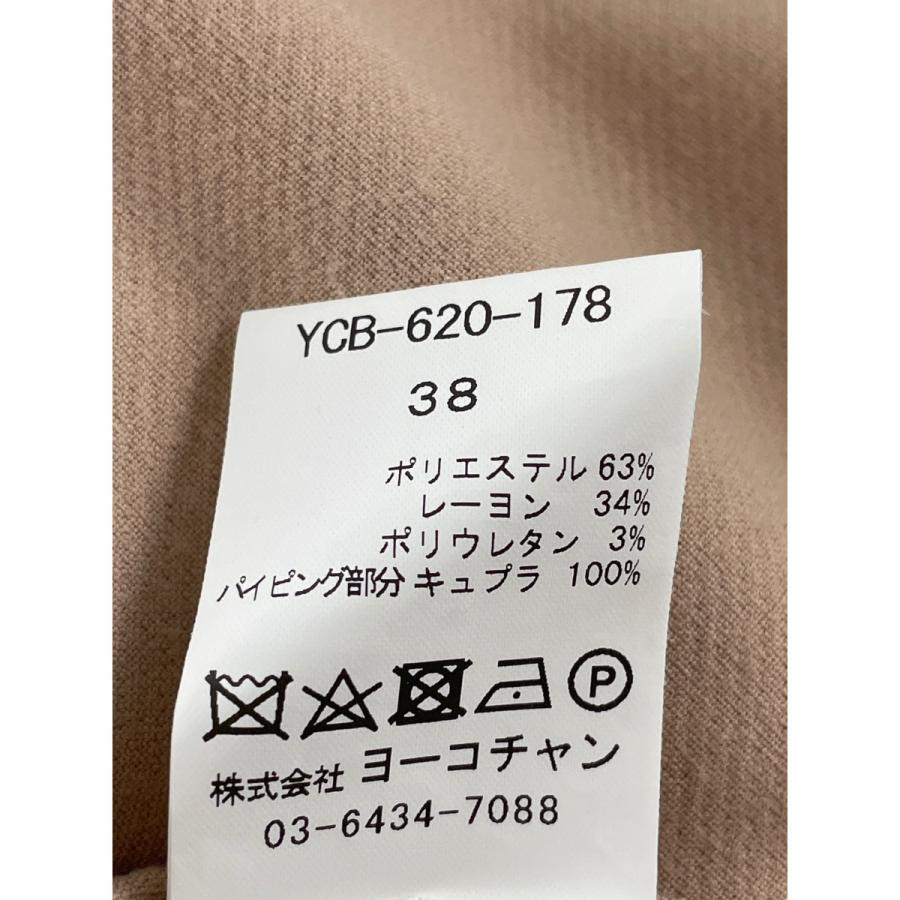 YCB-620-178
38
ポリエステル 63%
レーヨン 34%
ポリウレタン 3%
パイピング部分 キュプラ 100%
P
株式会社 ヨーコチャン
03-6434-7088